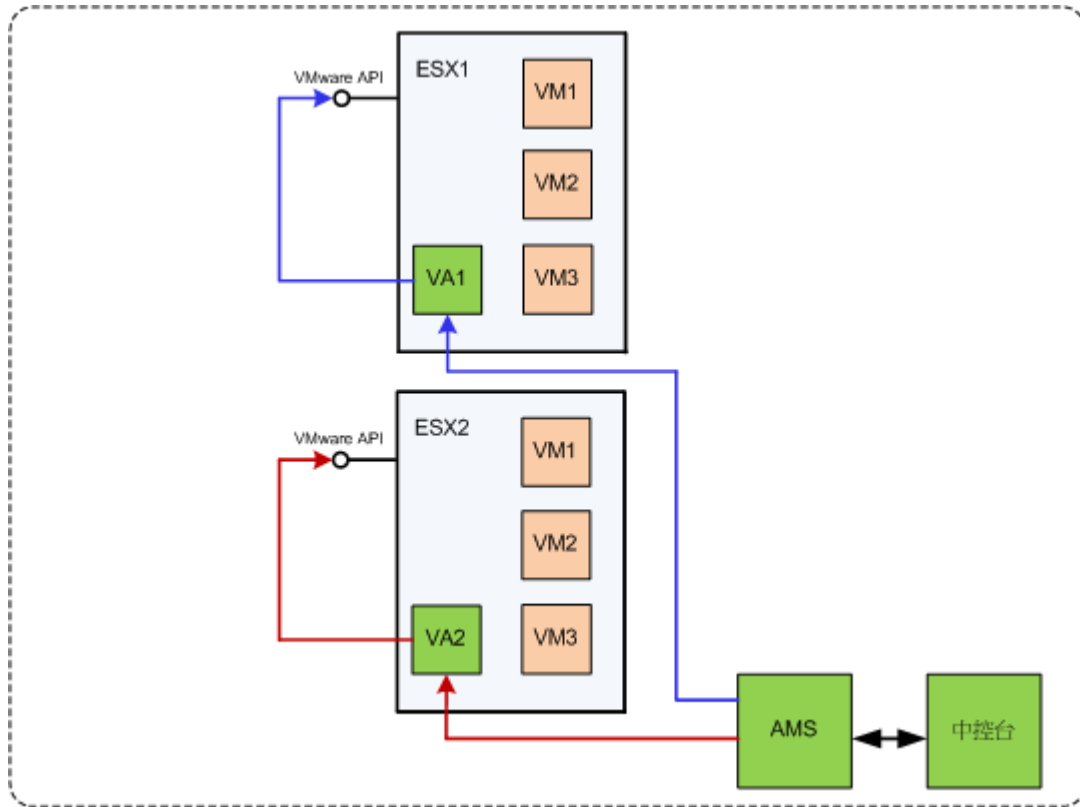 VMware API
ESX1
VM1
VM2
VA1
VM3
VMware API
ESX2
VM1
VM2
VA2
VM3
AMS
中控台